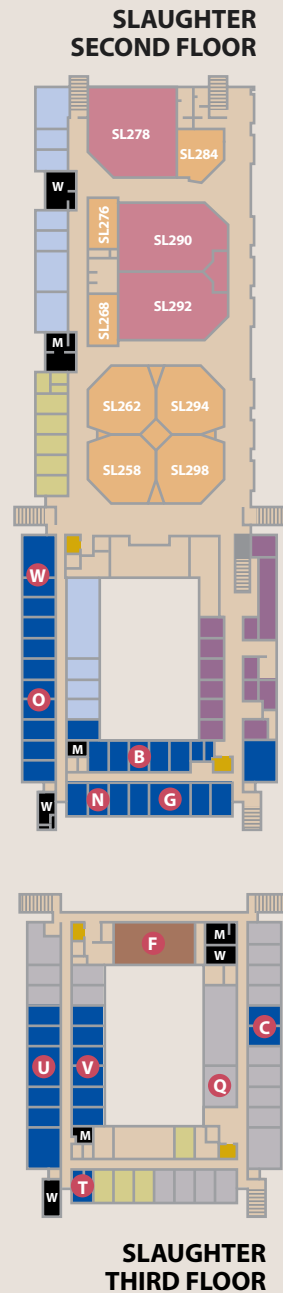 SLAUGHTER
SECOND FLOOR
SL278
SL284
W
SL276
SL290
SL292
SL268
M
SL262
SL294
SL258
SL298
W
O
M
B
N
G
W
F
M
W
C
U
V
Q
M
T
W
SLAUGHTER
THIRD FLOOR